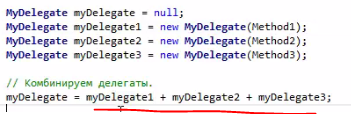 MyDelegate myDelegate = null;
MyDelegate myDelegate1 = new MyDelegate(Method1);
MyDelegate myDelegate2 = new MyDelegate(Method2);
MyDelegate myDelegate3 = new MyDelegate(Method3);
// Комбинируем делегаты.
myDelegate = myDelegate1 + myDelegate2 + myDelegate3;